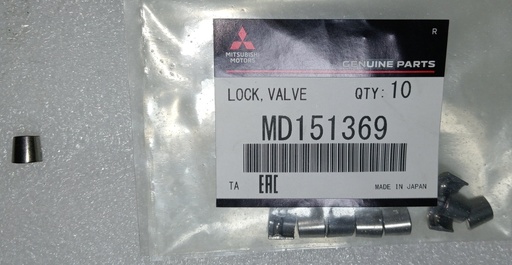 R
MITSUBISHI
MOTORS
GENUINE PARTS
LOCK, VALVE QTY: 10
MD151369
TA EAC MADE IN JAPAN